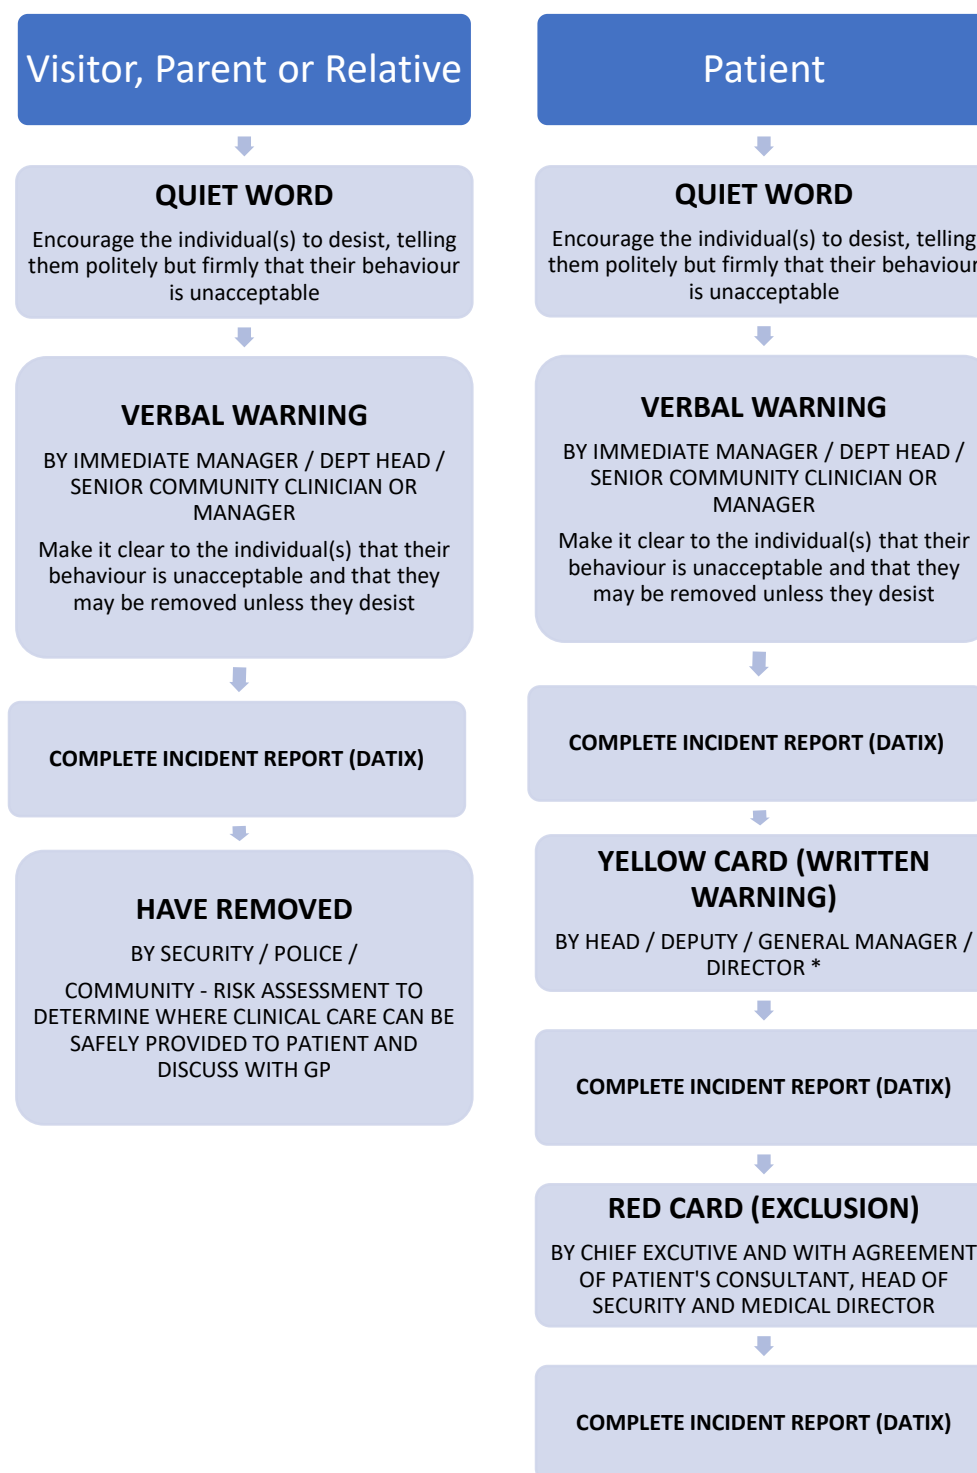 Visitor, Parent or Relative
QUIET WORD
Encourage the individual(s) to desist, telling
them politely but firmly that their behaviour
is unacceptable
VERBAL WARNING
BY IMMEDIATE MANAGER / DEPT HEAD /
SENIOR COMMUNITY CLINICIAN OR
MANAGER
Make it clear to the individual(s) that their
behaviour is unacceptable and that they
may be removed unless they desist
COMPLETE INCIDENT REPORT (DATIX)
HAVE REMOVED
BY SECURITY / POLICE /
COMMUNITY - RISK ASSESSMENT TO
DETERMINE WHERE CLINICAL CARE CAN BE
SAFELY PROVIDED TO PATIENT AND
DISCUSS WITH GP
Patient
QUIET WORD
Encourage the individual(s) to desist, telling
them politely but firmly that their behaviour
is unacceptable
VERBAL WARNING
BY IMMEDIATE MANAGER / DEPT HEAD /
SENIOR COMMUNITY CLINICIAN OR
MANAGER
Make it clear to the individual(s) that their
behaviour is unacceptable and that they
may be removed unless they desist
COMPLETE INCIDENT REPORT (DATIX)
YELLOW CARD (WRITTEN
WARNING)
BY HEAD / DEPUTY / GENERAL MANAGER /
DIRECTOR *
COMPLETE INCIDENT REPORT (DATIX)
RED CARD (EXCLUSION)
BY CHIEF EXCUTIVE AND WITH AGREEMENT
OF PATIENT'S CONSULTANT, HEAD OF
SECURITY AND MEDICAL DIRECTOR
COMPLETE INCIDENT REPORT (DATIX)